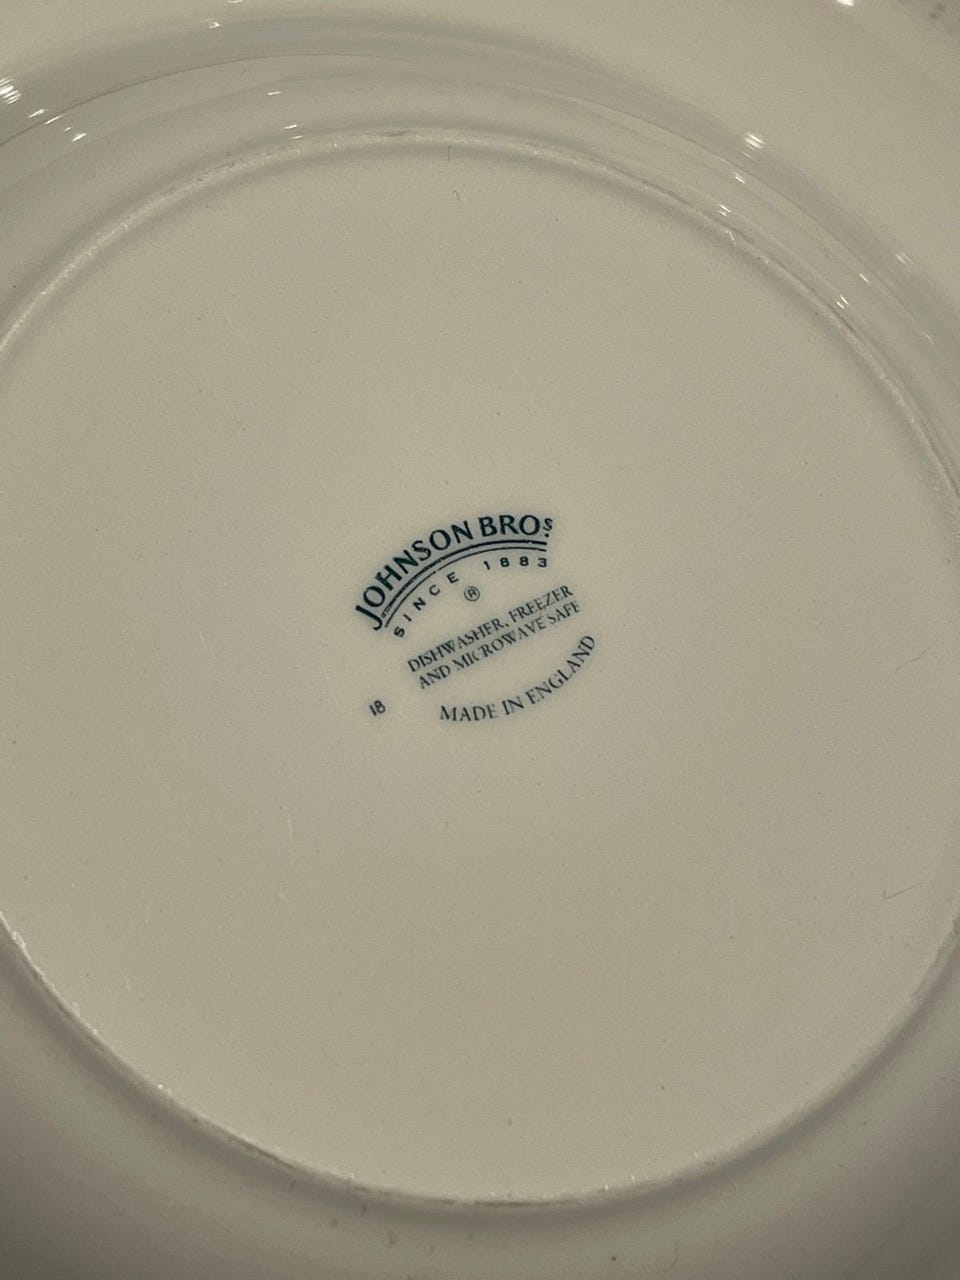 JOHNSON BROS
SINCE 1883
®
DISHWASHER, FREEZER
AND MICROWAVE SAFE
18
MADE IN ENGLAND